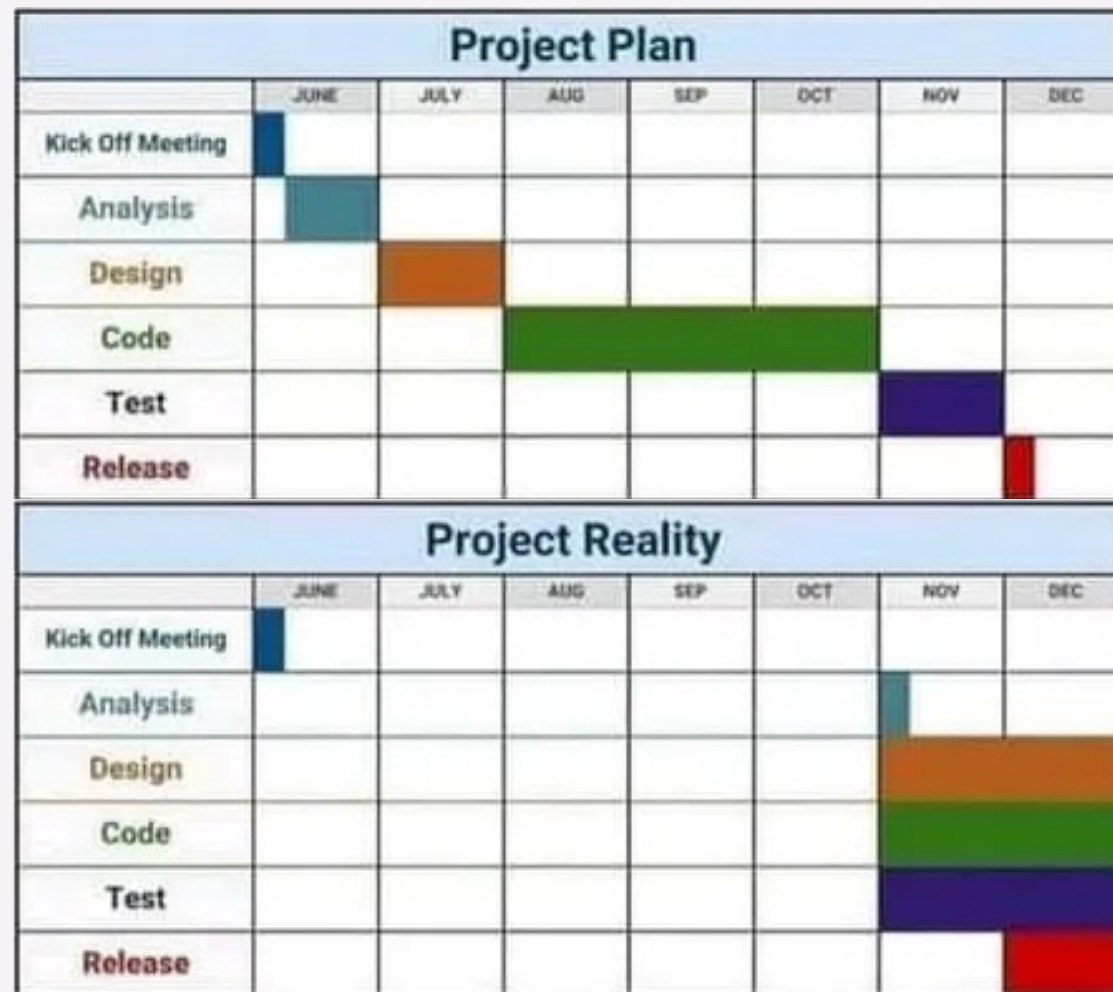 Project Plan
JUNE JULY AUG SEP OCT NOV DEC
Kick Off Meeting
Analysis
Design
Code
Test
Release
Project Reality
JUNE JULY AUG SEP OCT NOV DEC
Kick Off Meeting
Analysis
Design
Code
Test
Release